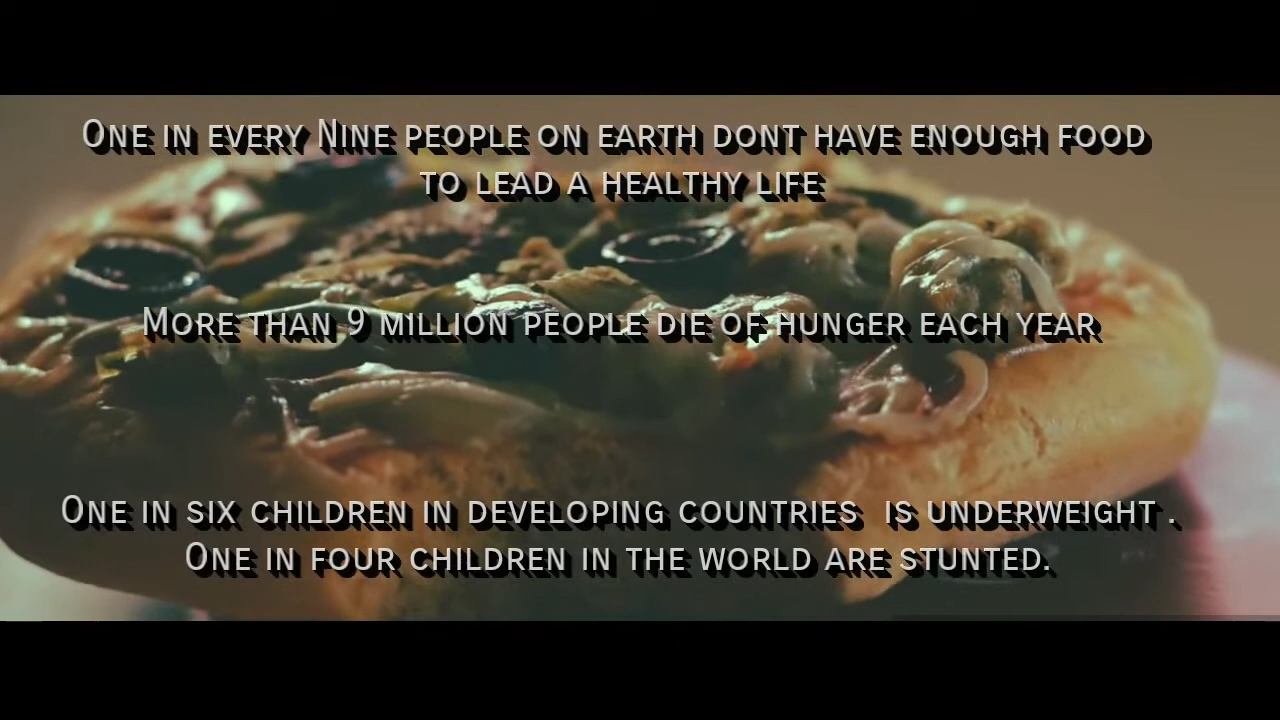 One in every Nine people on earth dont have enough food
to lead a healthy life
More than 9 million people die of hunger each year
One in six children in developing countries is underweight .
One in four children in the world are stunted.